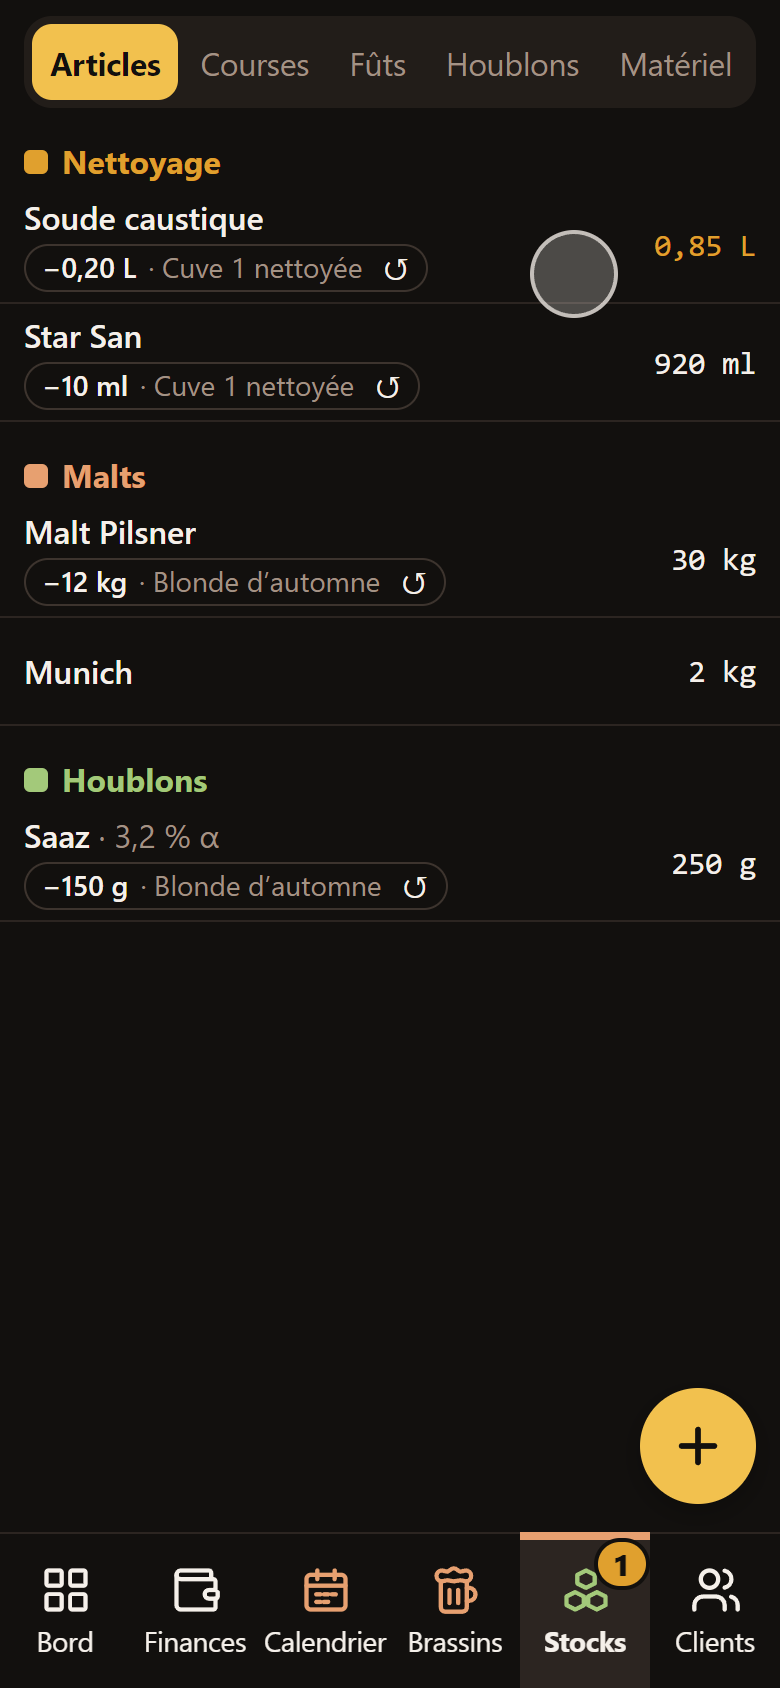 Articles Courses Fûts Houblons Matériel
Nettoyage
Soude caustique
−0,20 L · Cuve 1 nettoyée
0,85 L
Star San
−10 ml · Cuve 1 nettoyée
920 ml
Malts
Malt Pilsner
−12 kg · Blonde d’automne
30 kg
Munich
2 kg
Houblons
Saaz · 3,2 % α
−150 g · Blonde d’automne
250 g
1
Bord Finances Calendrier Brassins Stocks Clients